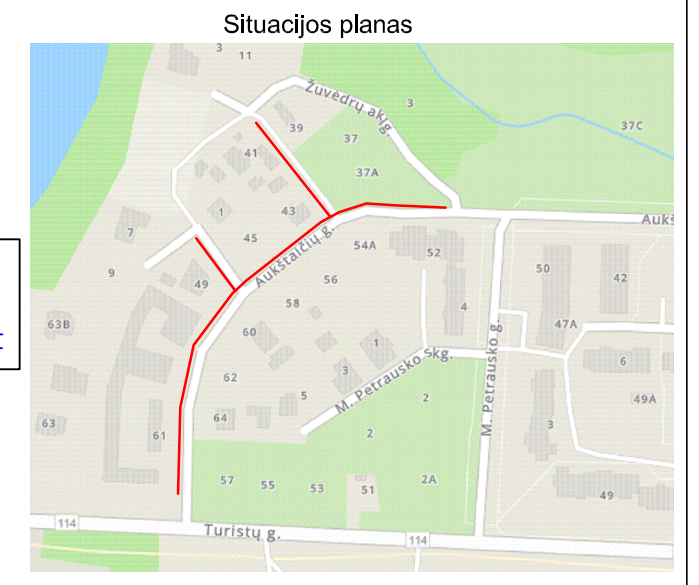 Situacijos planas
3
11
Žuvėdrų aklg.
3
39
37
37C
41
37A
1
43
7
45
Aukštaičių g.
54A
52
Aukš
9
49
56
50
42
58
4
63B
60
47A
1
M. Petrausko skg.
M. Petrausko g.
6
62
3
5
2
49A
63
64
61
2
3
57
55
53
51
2A
49
114
Turistų g.
114